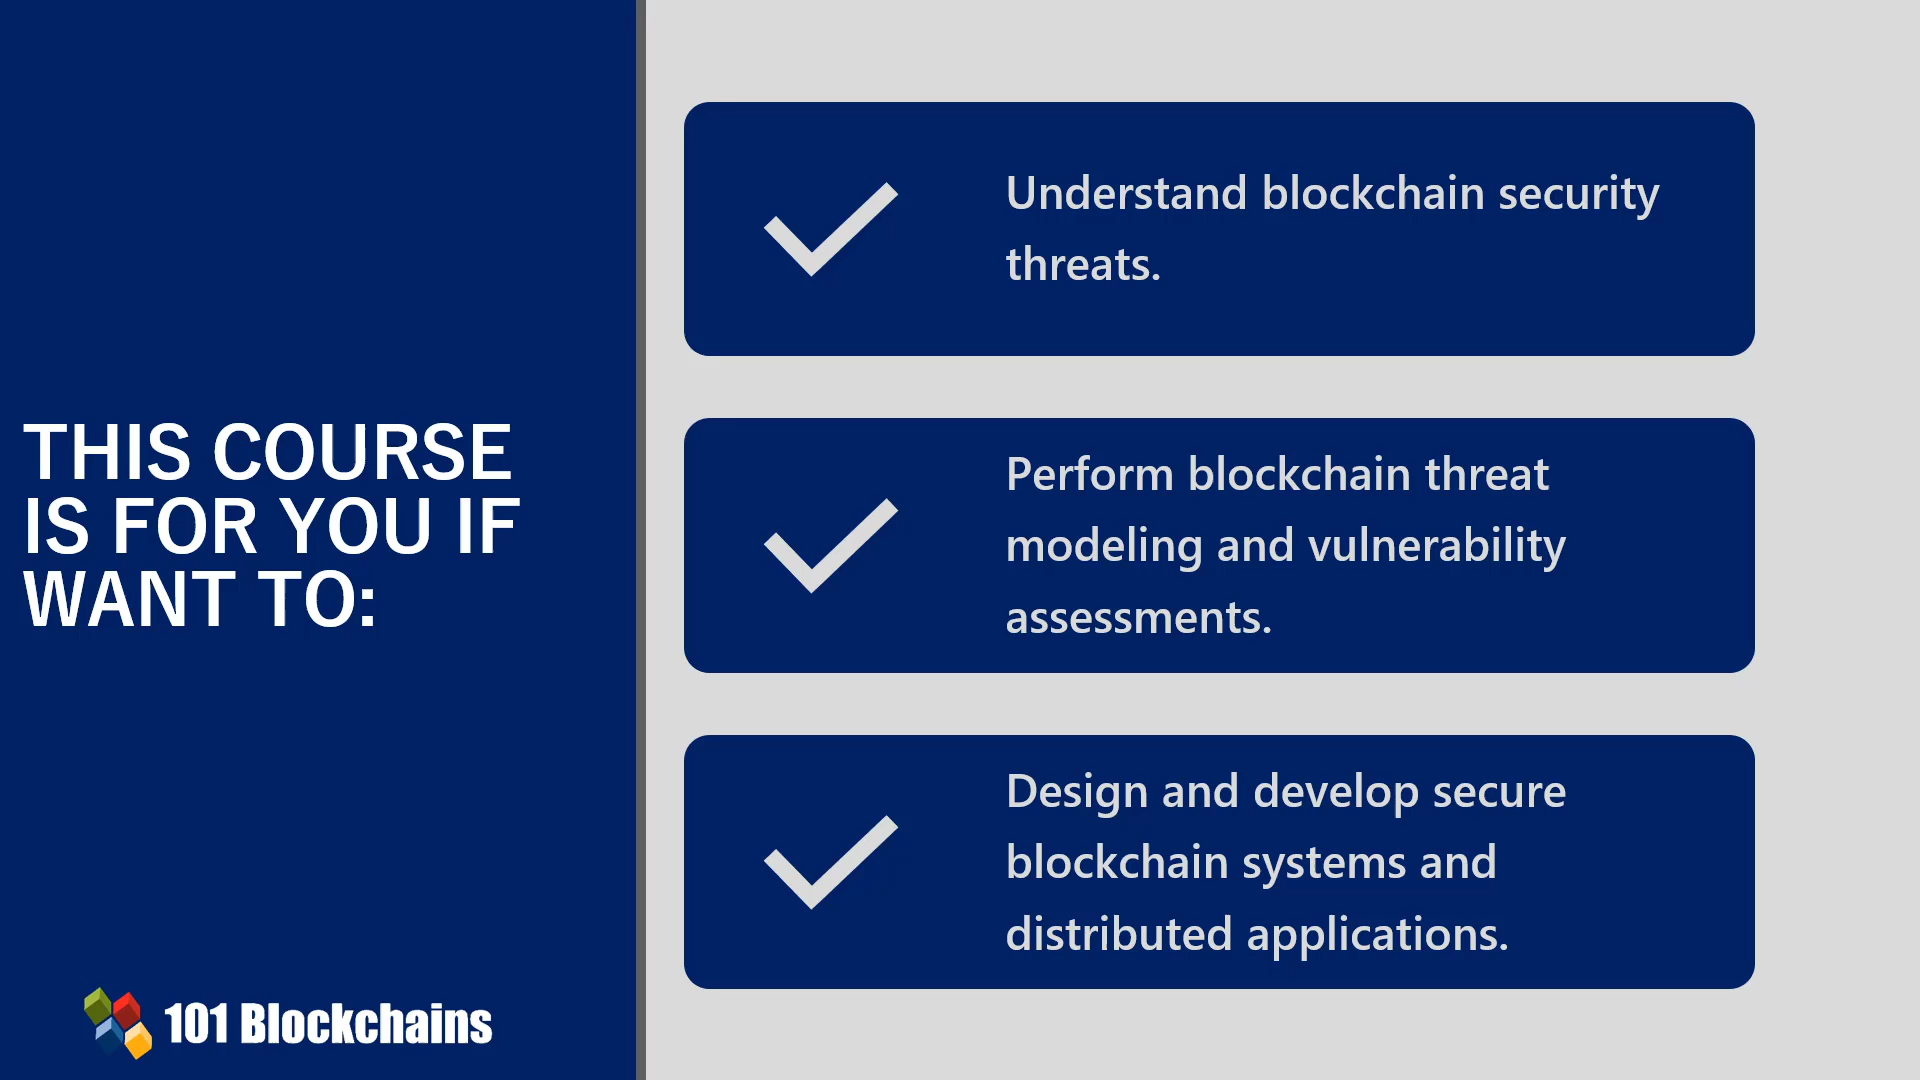 THIS COURSE
IS FOR YOU IF
WANT TO:
Understand blockchain security
threats.
Perform blockchain threat
modeling and vulnerability
assessments.
Design and develop secure
blockchain systems and
distributed applications.
101 Blockchains